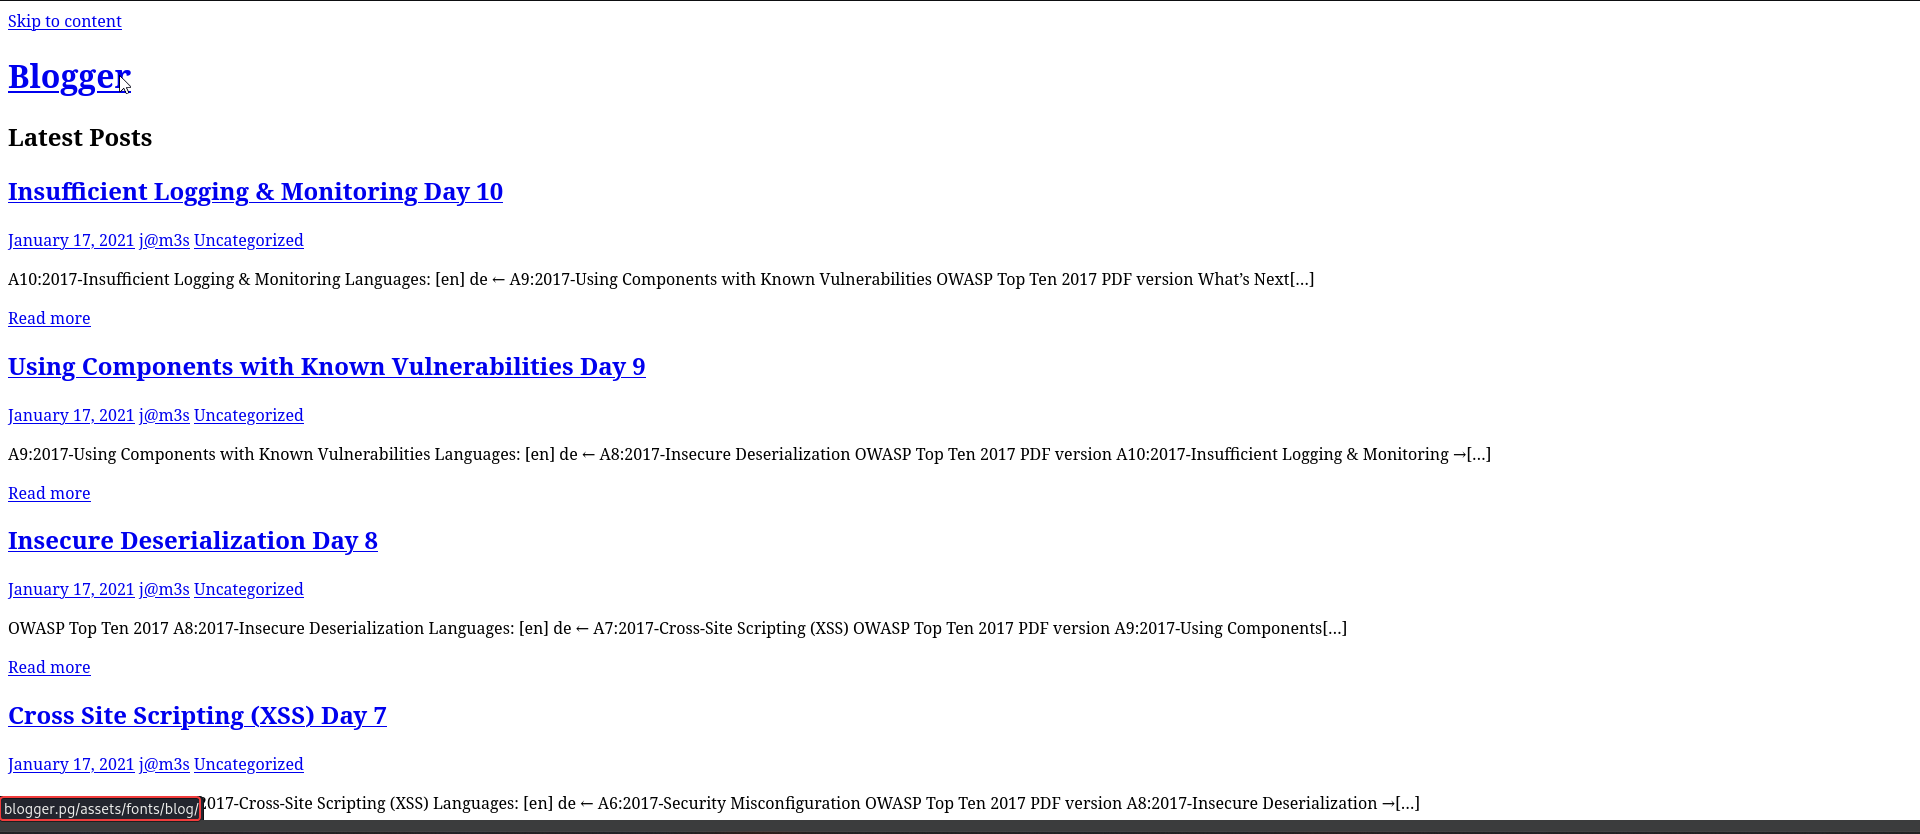 Skip to content
Blogger
Latest Posts
Insufficient Logging & Monitoring Day 10
January 17, 2021 j@m3s Uncategorized
A10:2017-Insufficient Logging & Monitoring Languages: [en] de ← A9:2017-Using Components with Known Vulnerabilities OWASP Top Ten 2017 PDF version What’s Next[…]
Read more
Using Components with Known Vulnerabilities Day 9
January 17, 2021 j@m3s Uncategorized
A9:2017-Using Components with Known Vulnerabilities Languages: [en] de ← A8:2017-Insecure Deserialization OWASP Top Ten 2017 PDF version A10:2017-Insufficient Logging & Monitoring →[…]
Read more
Insecure Deserialization Day 8
January 17, 2021 j@m3s Uncategorized
OWASP Top Ten 2017 A8:2017-Insecure Deserialization Languages: [en] de ← A7:2017-Cross-Site Scripting (XSS) OWASP Top Ten 2017 PDF version A9:2017-Using Components[…]
Read more
Cross Site Scripting (XSS) Day 7
January 17, 2021 j@m3s Uncategorized
2017-Cross-Site Scripting (XSS) Languages: [en] de ← A6:2017-Security Misconfiguration OWASP Top Ten 2017 PDF version A8:2017-Insecure Deserialization →[…]
blogger.pg/assets/fonts/blog/